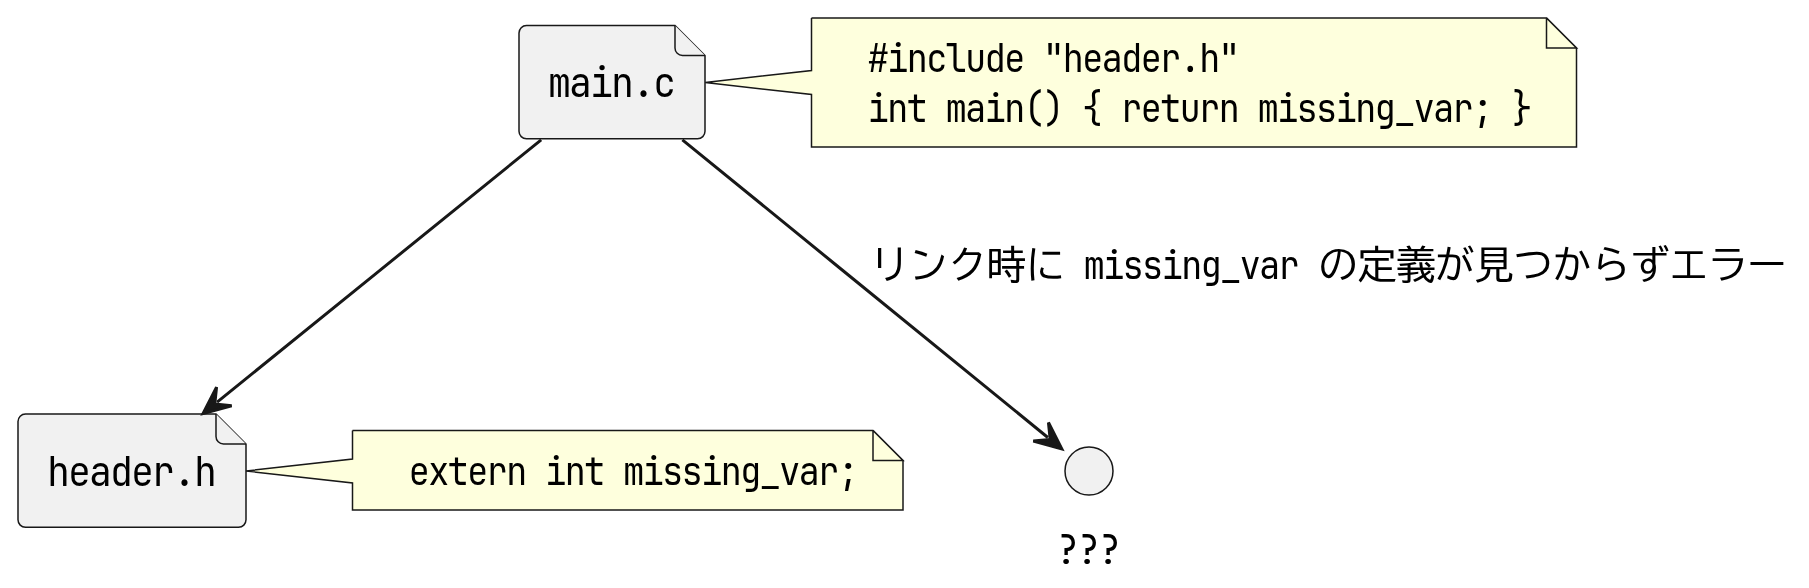 main.c
#include "header.h"
int main() { return missing_var; }
リンク時に missing_var の定義が見つからずエラー
header.h
extern int missing_var;
???